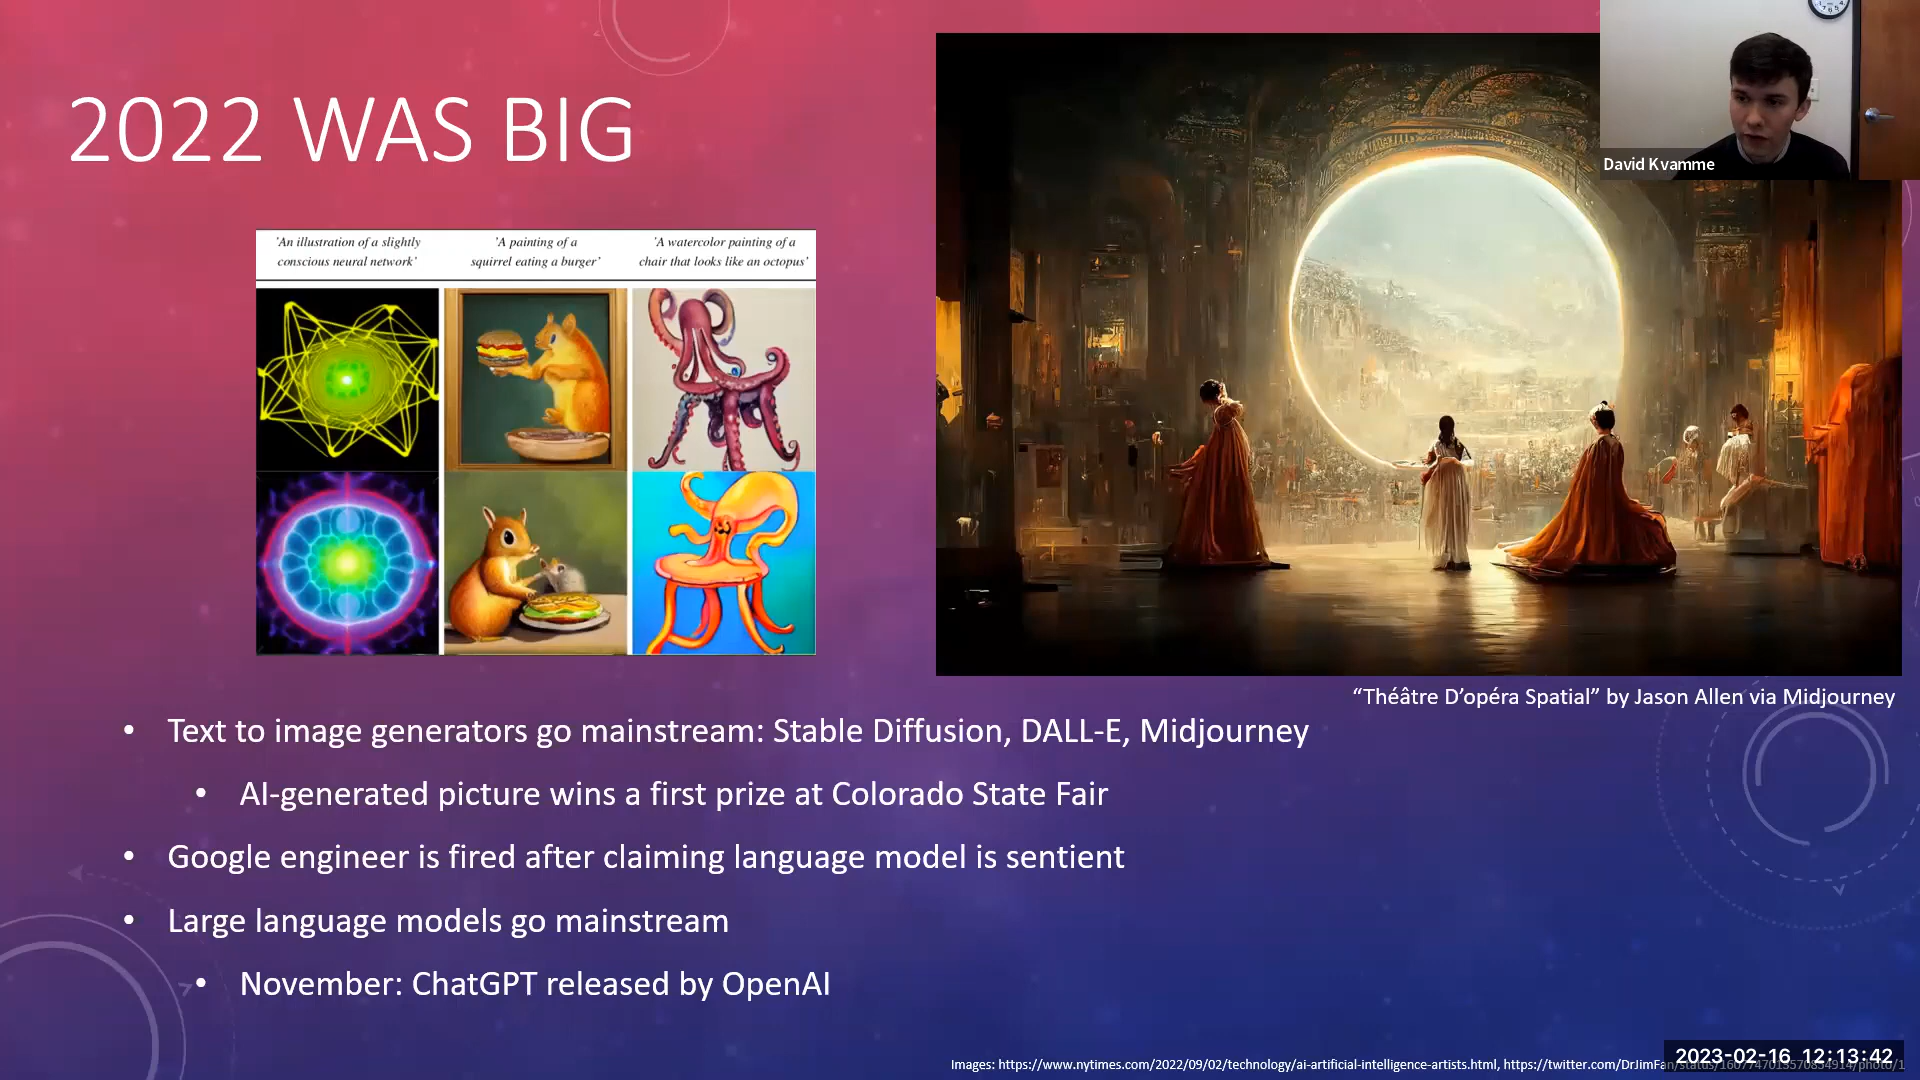 2022 WAS BIG
David Kvamme
'An illustration of a slightly
conscious neural network'
'A painting of a
squirrel eating a burger'
'A watercolor painting of a
chair that looks like an octopus'
“Théâtre D’opéra Spatial” by Jason Allen via Midjourney
• Text to image generators go mainstream: Stable Diffusion, DALL-E, Midjourney
• AI-generated picture wins a first prize at Colorado State Fair
• Google engineer is fired after claiming language model is sentient
• Large language models go mainstream
• November: ChatGPT released by OpenAI
Images: https://www.nytimes.com/2022/09/02/technology/ai-artificial-intelligence-artists.html, https://twitter.com/DrJimFan/status/
2023-02-16 12:13:42